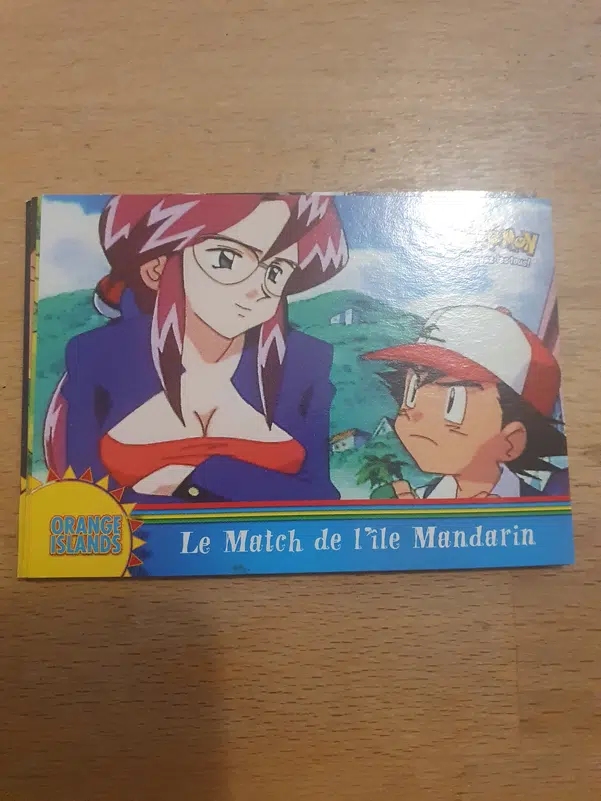 ORANGE
ISLANDS
Le Match de l'île Mandarin